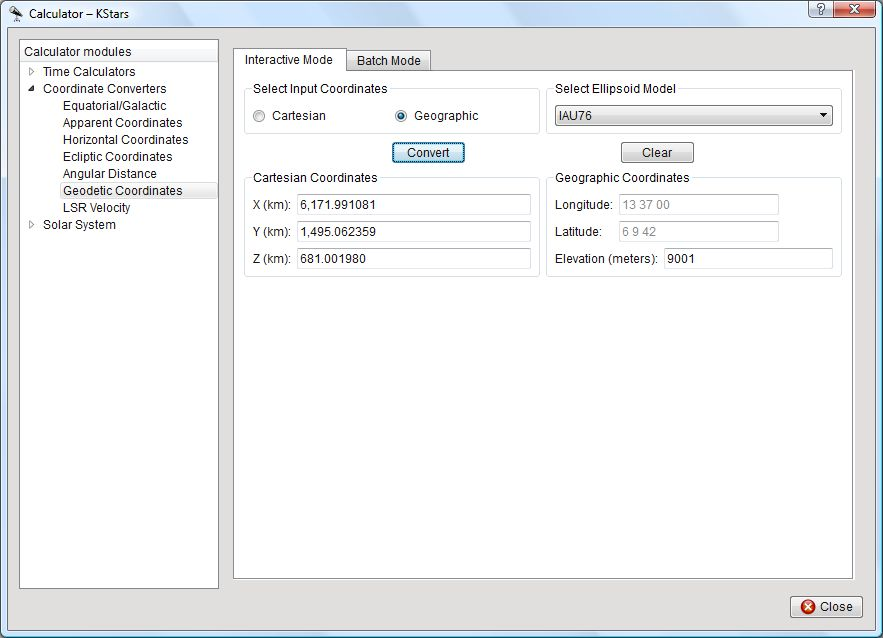 Calculator – KStars
?
X
Calculator modules
Time Calculators
Coordinate Converters
Equatorial/Galactic
Apparent Coordinates
Horizontal Coordinates
Ecliptic Coordinates
Angular Distance
Geodetic Coordinates
LSR Velocity
Solar System
Interactive Mode Batch Mode
Select Input Coordinates
Cartesian Geographic
Select Ellipsoid Model
IAU76
Convert Clear
Cartesian Coordinates
X (km): 6,171.991081
Y (km): 1,495.062359
Z (km): 681.001980
Geographic Coordinates
Longitude: 13 37 00
Latitude: 6 9 42
Elevation (meters): 9001
Close